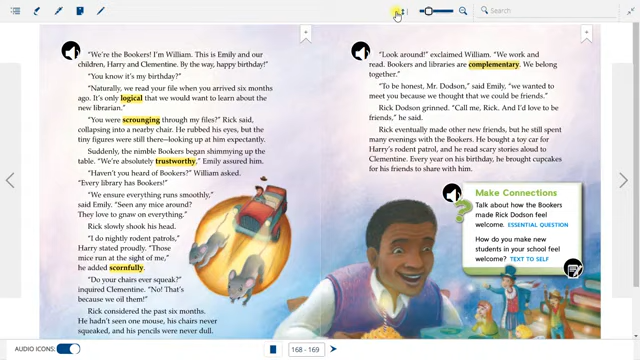 Search
“We’re the Bookers! I’m William. This is Emily and our
children, Harry and Clementine. By the way, happy birthday!”
“You know it’s my birthday?”
“Naturally, we read your file when you arrived six months
ago. It’s only logical that we would want to learn about the
new librarian.”
“You were scrounging through my files?” Rick said,
collapsing into a nearby chair. He rubbed his eyes, but the
tiny figures were still there—looking up at him expectantly.
Suddenly, the nimble Bookers began shimmying up the
table. “We’re absolutely trustworthy,” Emily assured him.
“Haven’t you heard of Bookers?” William asked.
“Every library has Bookers!”
“We ensure everything runs smoothly,”
said Emily. “Seen any mice around?
They love to gnaw on everything.”
Rick slowly shook his head.
“I do nightly rodent patrols,”
Harry stated proudly. “Those
mice run at the sight of me,”
he added scornfully.
“Do your chairs ever squeak?”
inquired Clementine. “No! That’s
because we oil them!”
Rick considered the past six months.
He hadn’t seen one mouse, his chairs never
squeaked, and his pencils were never dull.
“Look around!” exclaimed William. “We work and
read. Bookers and libraries are complementary. We belong
together.”
“To be honest, Mr. Dodson,” said Emily, “we wanted to
meet you because we thought that we could be friends.”
Rick Dodson grinned. “Call me, Rick. And I’d love to be
friends,” he said.
Rick eventually made other new friends, but he still spent
many evenings with the Bookers. He bought a toy car for
Harry’s rodent patrol, and he read scary stories aloud to
Clementine. Every year on his birthday, he brought cupcakes
for his friends to share with him.
Make Connections
Talk about how the Bookers
made Rick Dodson feel
welcome. ESSENTIAL QUESTION
How do you make new
students in your school feel
welcome? TEXT TO SELF
AUDIO ICONS:
168 - 169